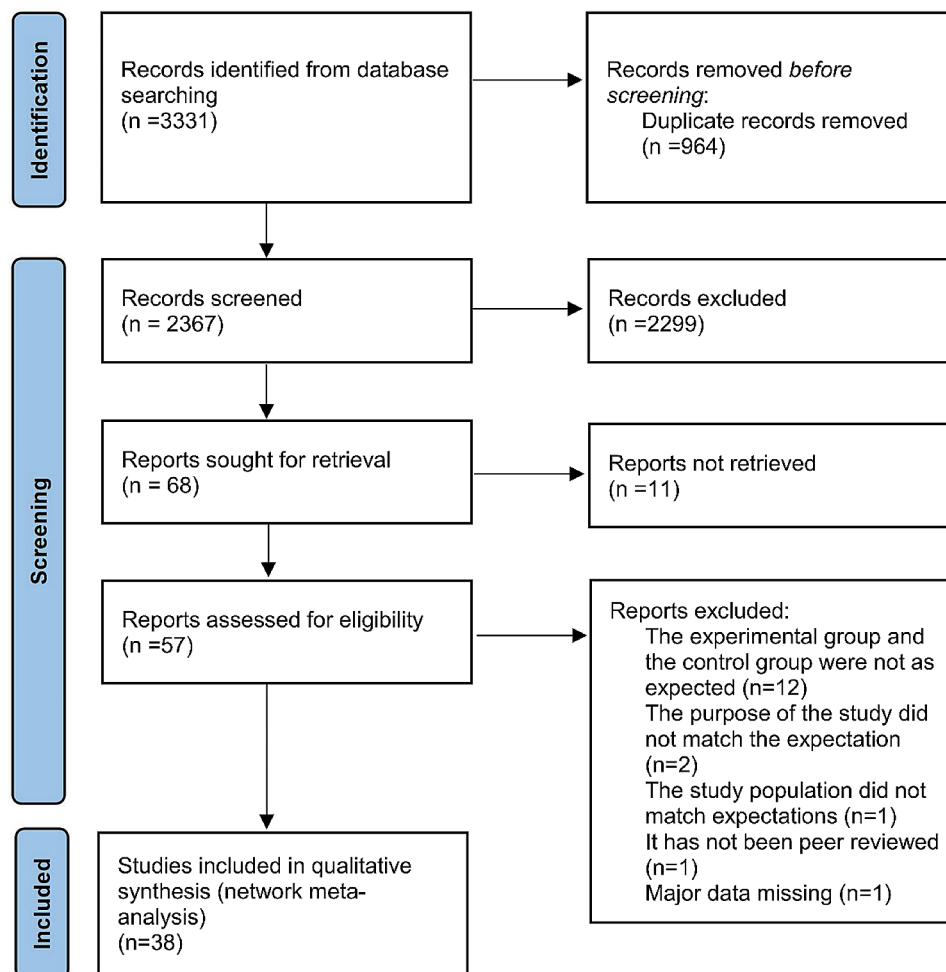 Identification
Records identified from database
searching
(n =3331)
Records removed before
screening:
Duplicate records removed
(n =964)
Screening
Records screened
(n = 2367)
Records excluded
(n =2299)
Reports sought for retrieval
(n = 68)
Reports not retrieved
(n =11)
Reports assessed for eligibility
(n =57)
Reports excluded:
The experimental group and
the control group were not as
expected (n=12)
The purpose of the study did
not match the expectation
(n=2)
The study population did not
match expectations (n=1)
It has not been peer reviewed
(n=1)
Major data missing (n=1)
Included
Studies included in qualitative
synthesis (network meta-
analysis)
(n=38)